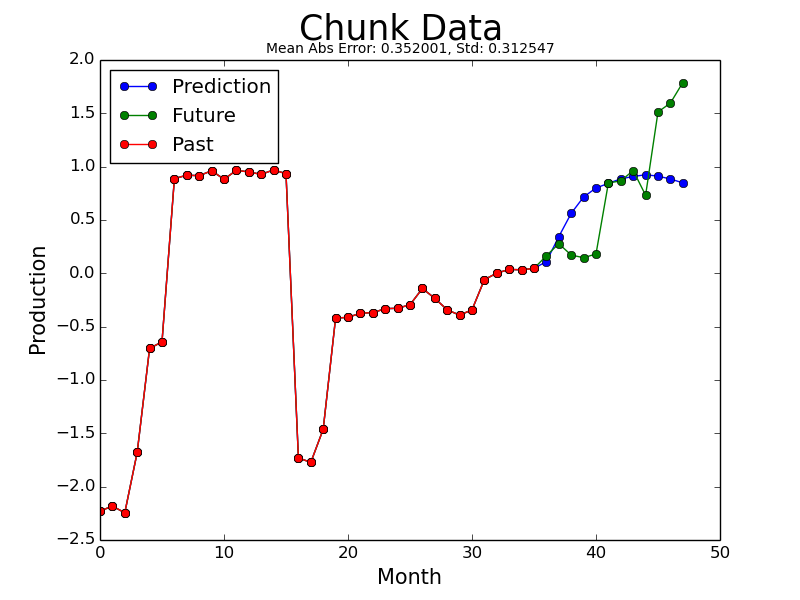 Chunk Data
Mean Abs Error: 0.352001, Std: 0.312547
Prediction
Future
Past
2.0
1.5
1.0
0.5
0.0
−0.5
−1.0
−1.5
−2.0
−2.5
Production
0 10 20 30 40 50
Month